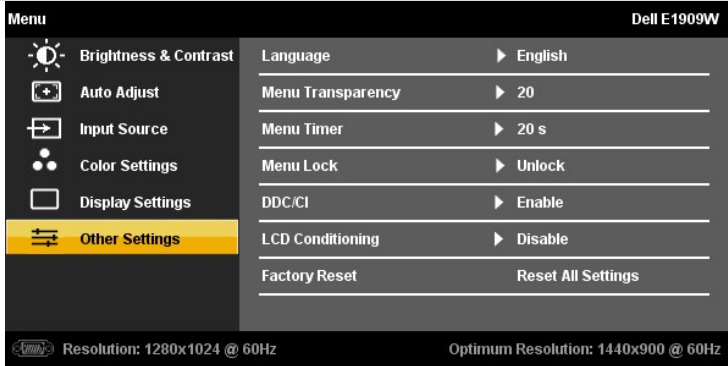 Menu Dell E1909W
Brightness & Contrast Language English
Auto Adjust Menu Transparency 20
Input Source Menu Timer 20 s
Color Settings Menu Lock Unlock
Display Settings DDC/CI Enable
Other Settings LCD Conditioning Disable
Factory Reset Reset All Settings
Resolution: 1280x1024 @ 60Hz Optimum Resolution: 1440x900 @ 60Hz